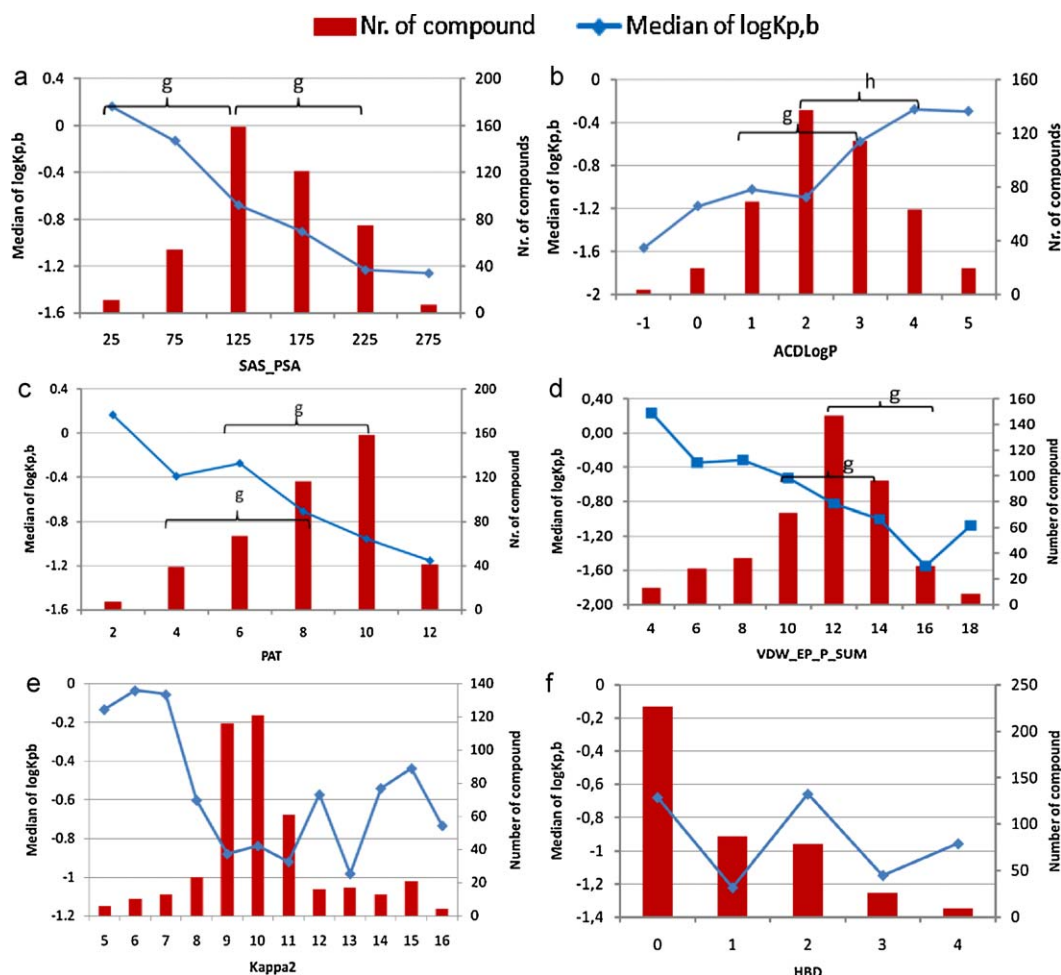 Nr. of compound Median of logKp,b
a
g g
0.4
0
-0.4
-0.8
-1.2
-1.6
200
160
120
80
40
0
Median of logKp,b
Nr. of compounds
25 75 125 175 225 275
SAS_PSA
b
h
g
0
-0.4
-0.8
-1.2
-1.6
-2
160
120
80
40
0
Median of logKp,b
Nr. of compounds
-1 0 1 2 3 4 5
ACDLogP
c
g
g
0.4
0
-0.4
-0.8
-1.2
-1.6
200
160
120
80
40
0
Median of logKp,b
Nr. of compound
2 4 6 8 10 12
PAT
d
g
g
0,40
0,00
-0,40
-0,80
-1,20
-1,60
-2,00
160
140
120
100
80
60
40
20
0
Median of logKp,b
Number of compound
4 6 8 10 12 14 16 18
VDW_EP_P_SUM
e
0
-0.2
-0.4
-0.6
-0.8
-1
-1.2
140
120
100
80
60
40
20
0
Median of logKpb
Number of compound
5 6 7 8 9 10 11 12 13 14 15 16
Kappa2
f
0
-0,2
-0,4
-0,6
-0,8
-1
-1,2
-1,4
250
200
150
100
50
0
Median of logKp,b
Number of compound
0 1 2 3 4
HBD